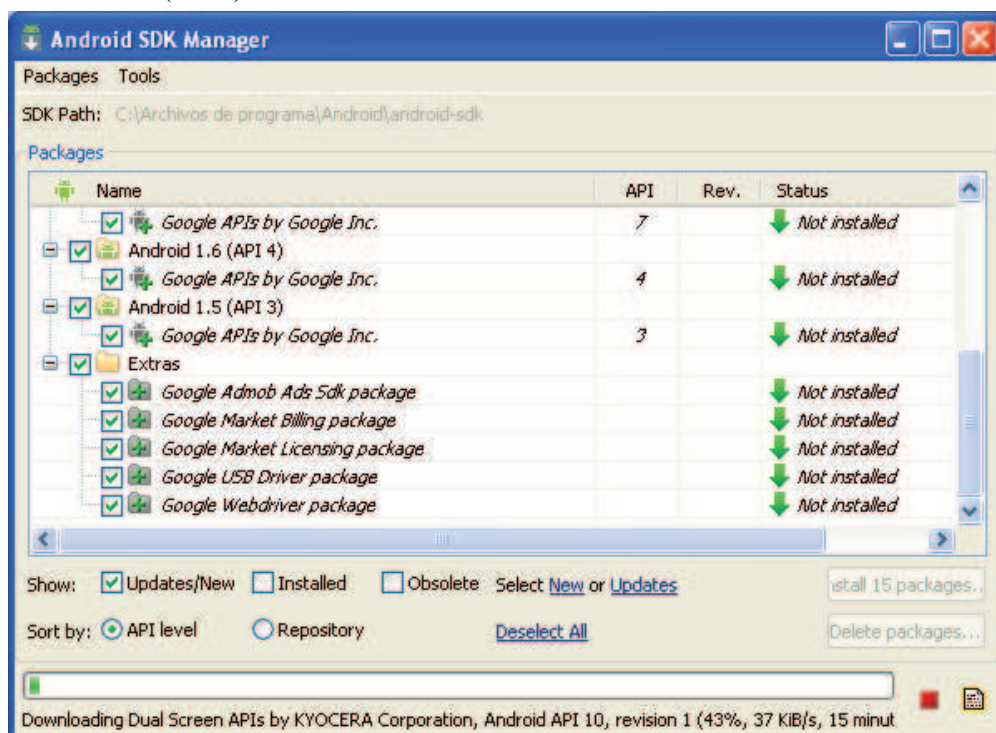 Android SDK Manager
Packages Tools
SDK Path: C:\Archivos de programa\Android\android-sdk
Packages
Name API Rev. Status
Google APIs by Google Inc. 7 Not installed
Android 1.6 (API 4)
Google APIs by Google Inc. 4 Not installed
Android 1.5 (API 3)
Google APIs by Google Inc. 3 Not installed
Extras
Google Admob Ads Sdk package Not installed
Google Market Billing package Not installed
Google Market Licensing package Not installed
Google USB Driver package Not installed
Google Webdriver package Not installed
Show: Updates/New Installed Obsolete Select New or Updates stall 15 packages..
Sort by: API level Repository Deselect All Delete packages...
Downloading Dual Screen APIs by KYOCERA Corporation, Android API 10, revision 1 (43%, 37 KiB/s, 15 minut